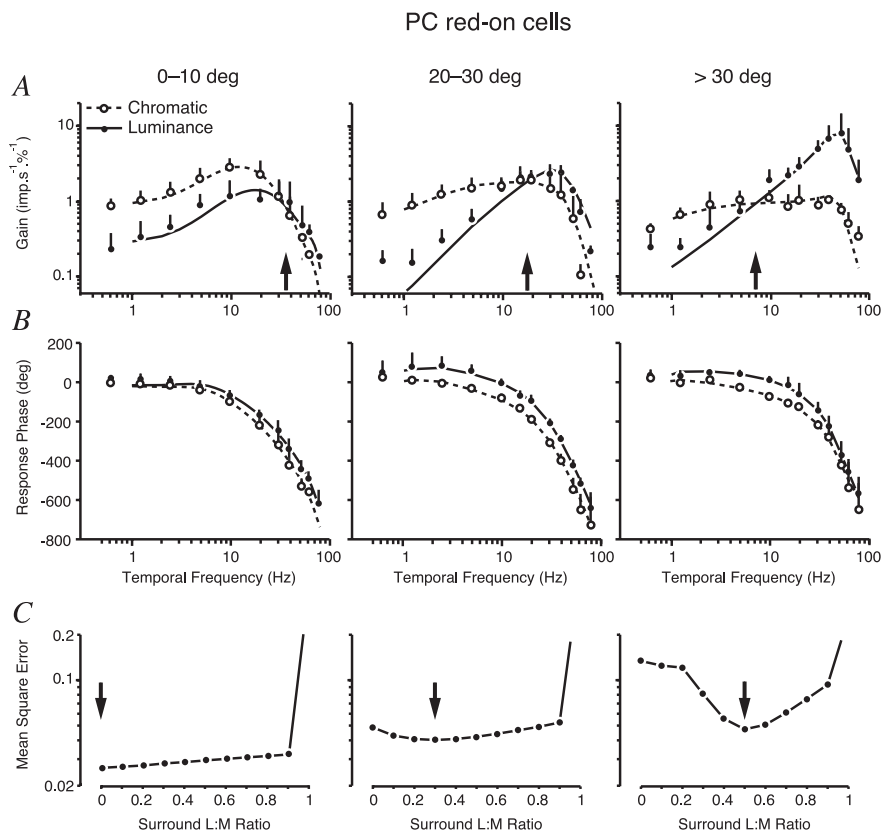 PC red-on cells
0–10 deg 20–30 deg > 30 deg
A
Chromatic
Luminance
Gain (imp.s⁻¹.%⁻¹)
10
1
0.1
1 10 100 1 10 100 1 10 100
Hz Hz Hz
B
Response Phase (deg)
200
0
-200
-400
-600
-800
1 10 100 1 10 100 1 10 100
Temporal Frequency (Hz) Temporal Frequency (Hz) Temporal Frequency (Hz)
C
Mean Square Error
0.2
0.1
0.02
0 0.2 0.4 0.6 0.8 1 0 0.2 0.4 0.6 0.8 1 0 0.2 0.4 0.6 0.8 1
Surround L:M Ratio Surround L:M Ratio Surround L:M Ratio